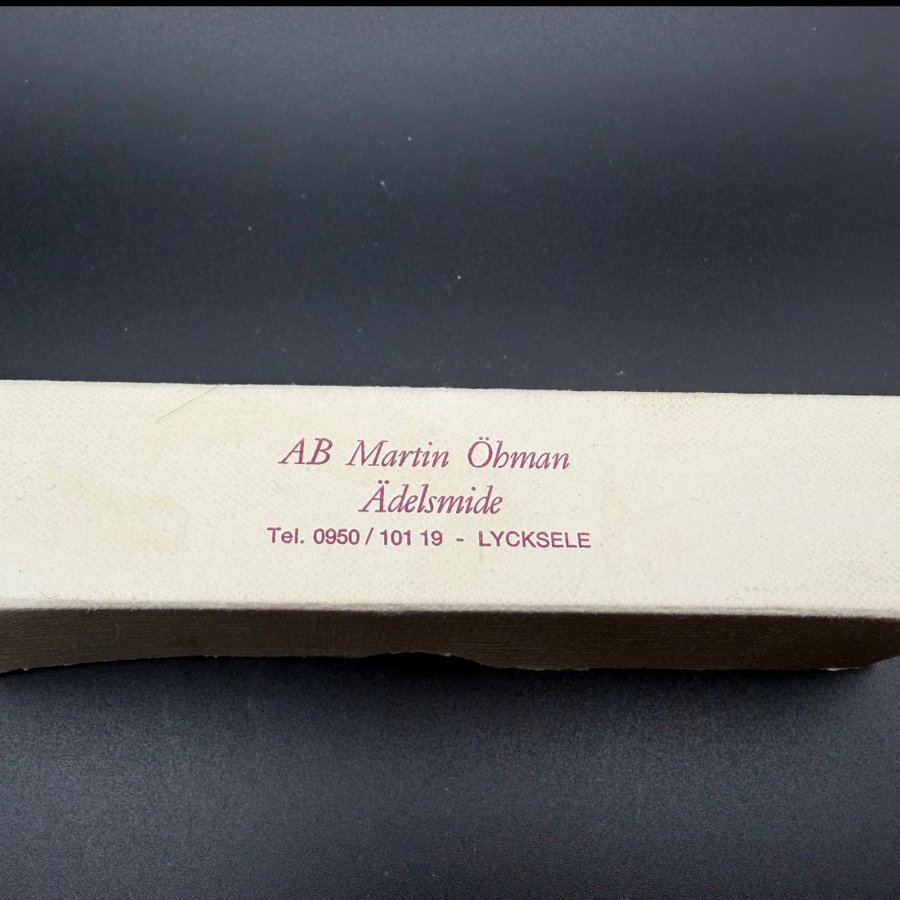 AB Martin Öhman
Ädelsmide
Tel. 0950 / 101 19 - LYCKSELE